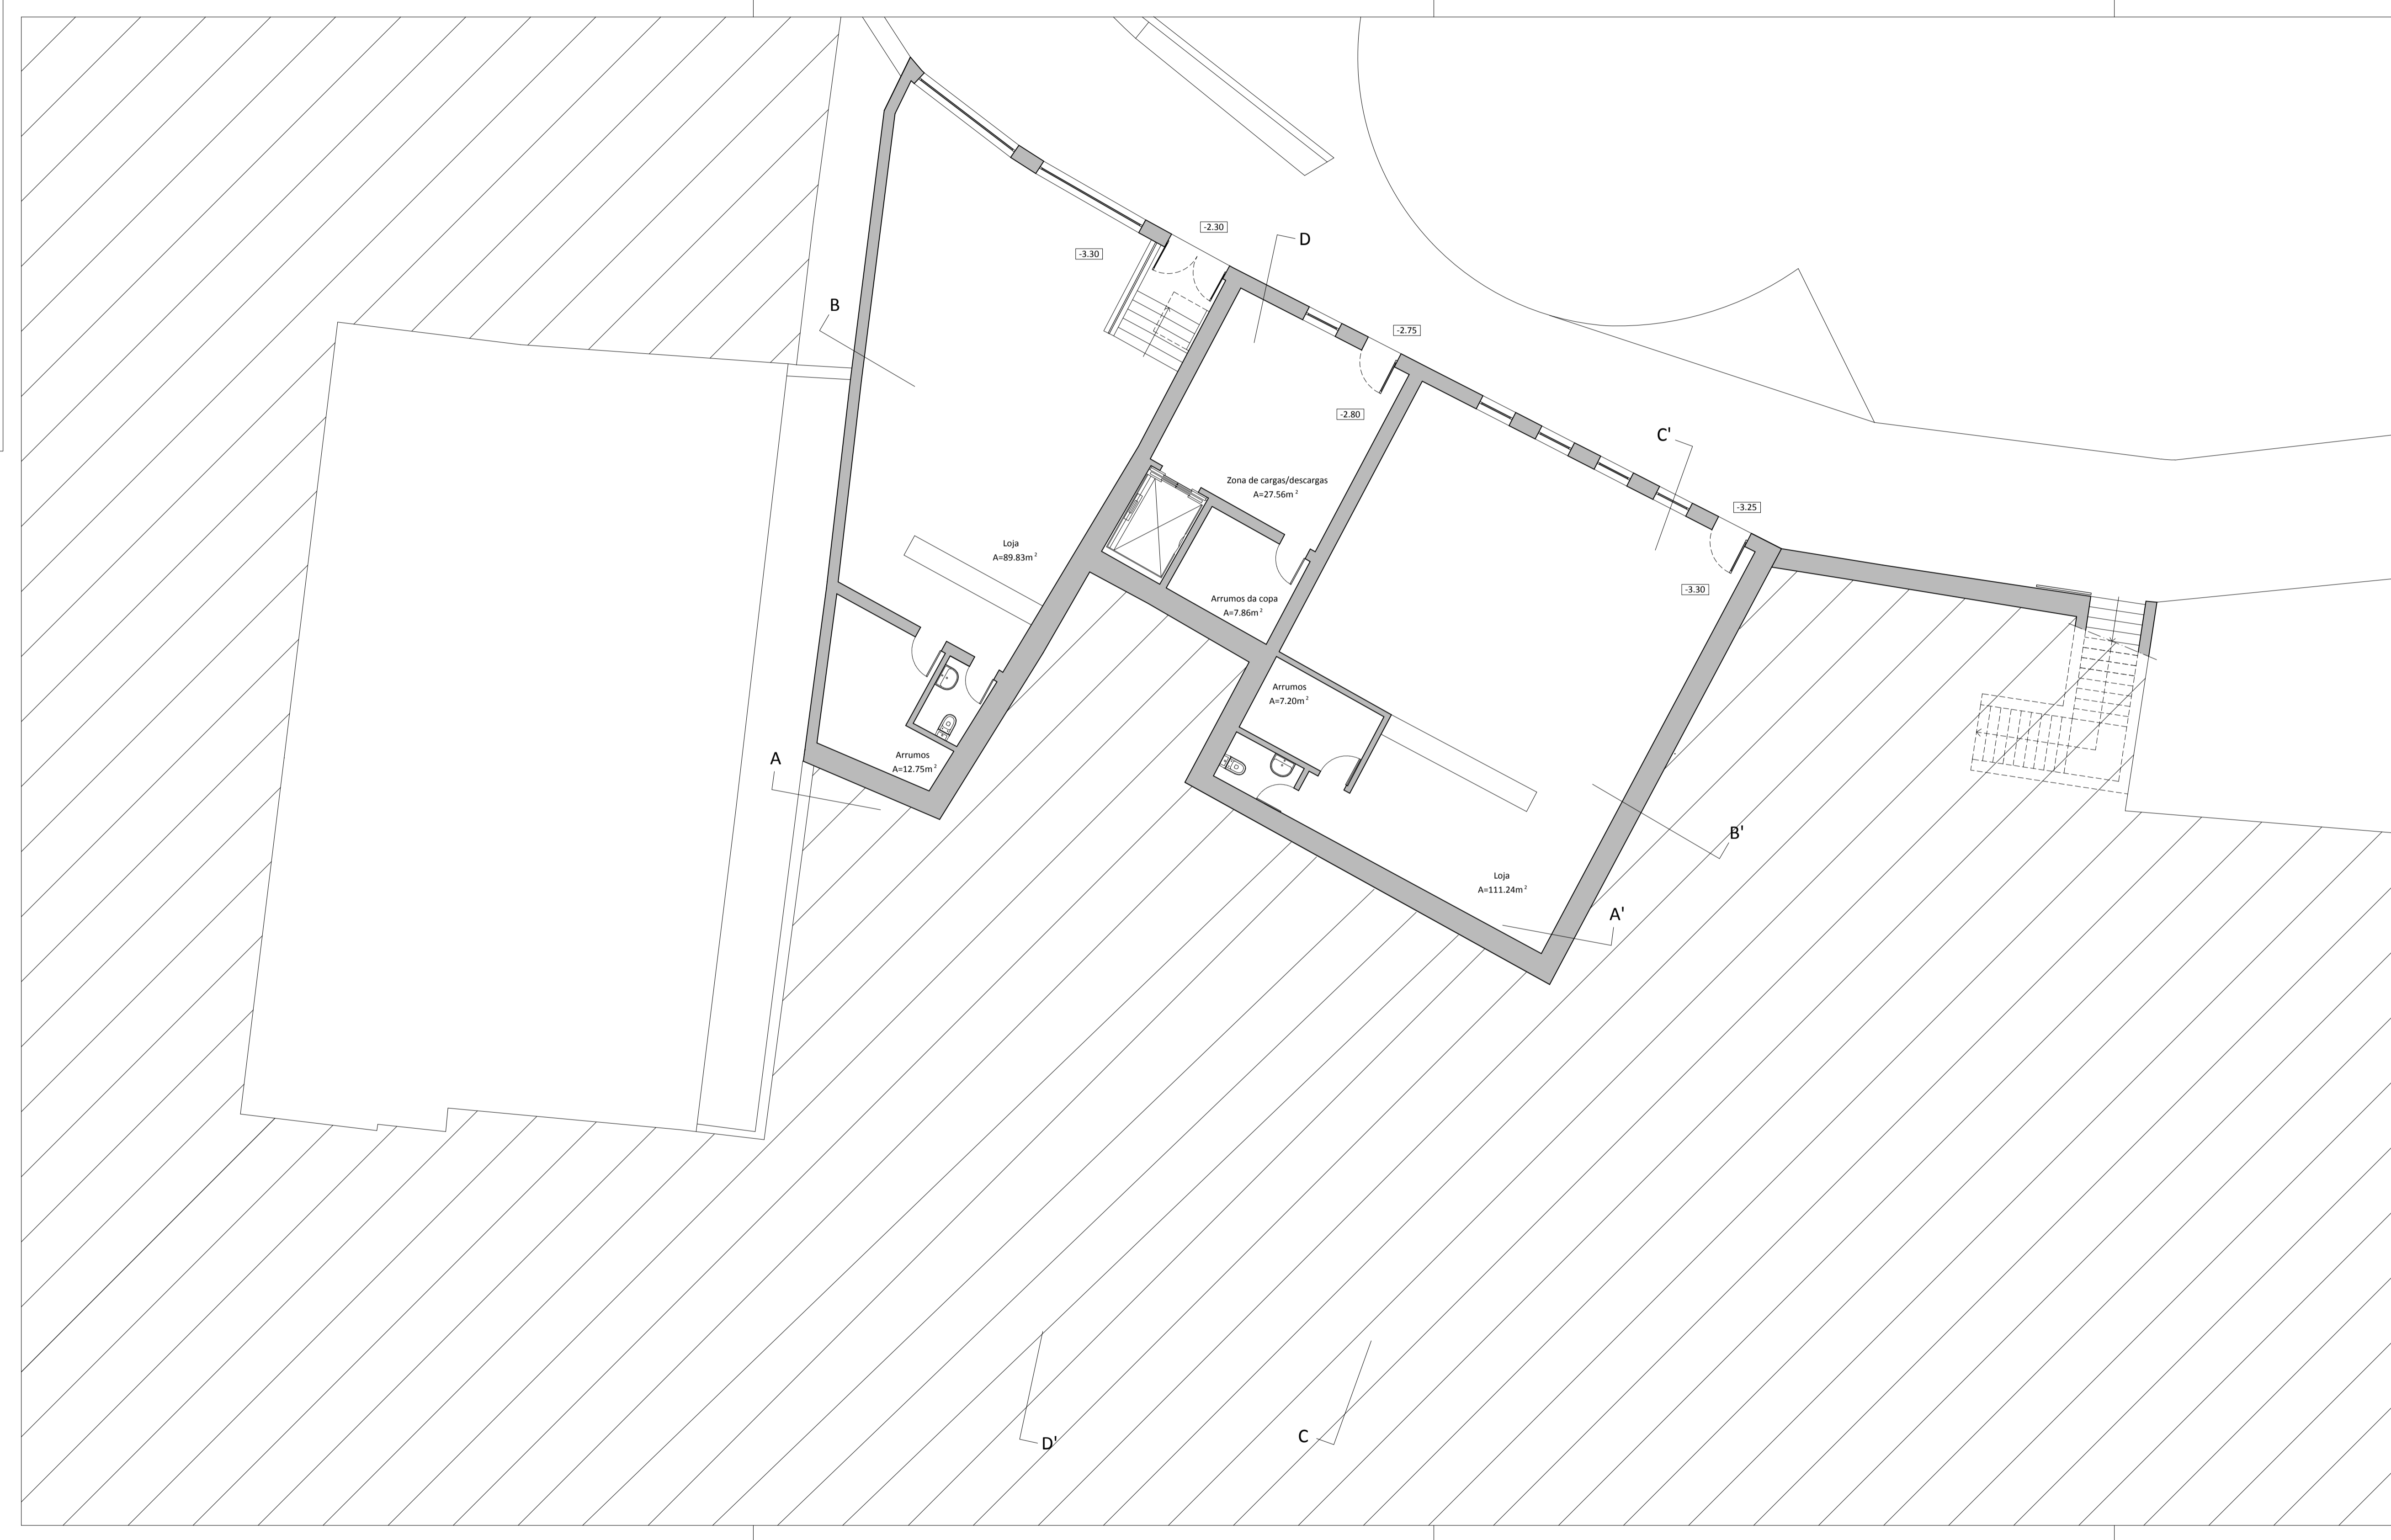 -2.30
D
-3.30
B
-2.75
-2.80
C'
Zona de cargas/descargas
A=27.56m²
-3.25
Loja
A=89.83m²
-3.30
Arrumos da copa
A=7.86m²
Arrumos
A=7.20m²
Arrumos
A=12.75m²
A
B'
Loja
A=111.24m²
A'
D'
C